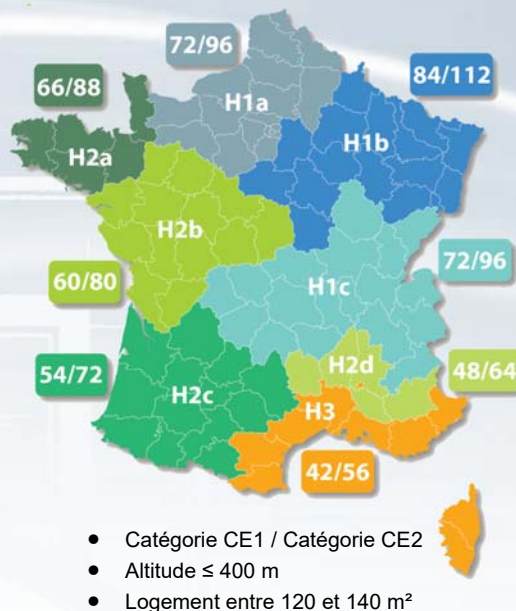 72/96
84/112
66/88
H1a
H1b
H2a
H2b
72/96
60/80
H1c
H2d
48/64
54/72
H2c
H3
42/56
• Catégorie CE1 / Catégorie CE2
• Altitude ≤ 400 m
• Logement entre 120 et 140 m²